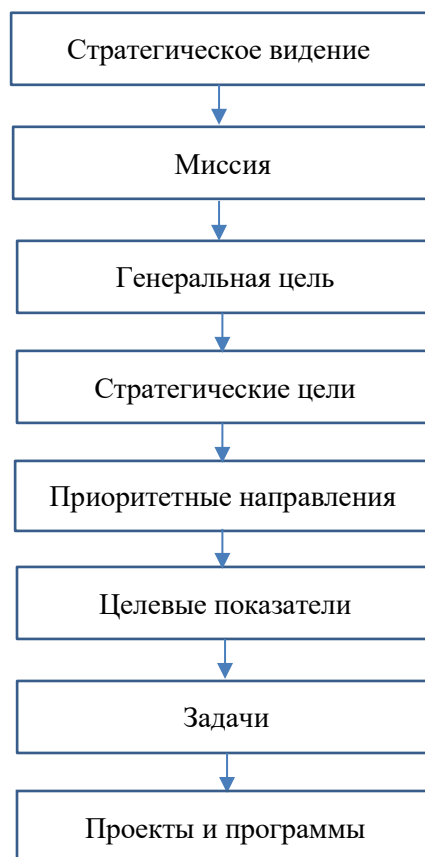 Стратегическое видение
Миссия
Генеральная цель
Стратегические цели
Приоритетные направления
Целевые показатели
Задачи
Проекты и программы